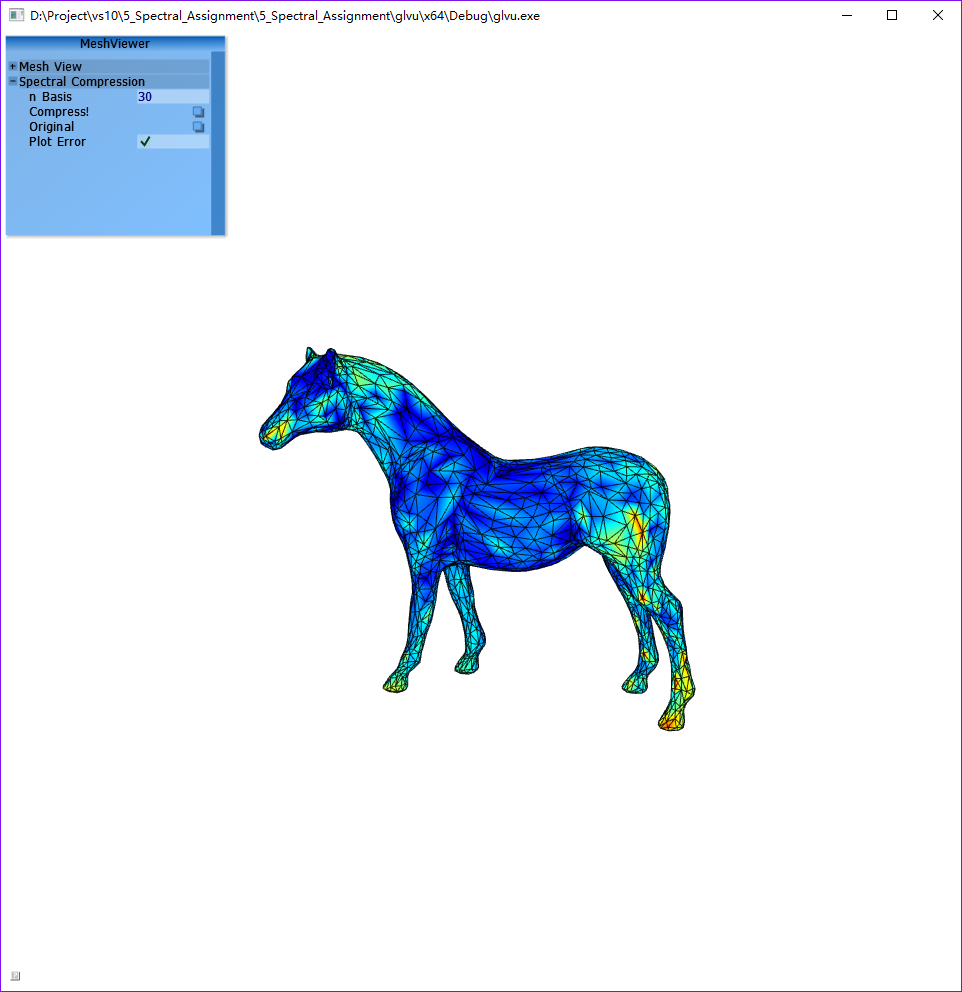 D:\Project\vs10\5_Spectral_Assignment\5_Spectral_Assignment\glvu\x64\Debug\glvu.exe
MeshViewer
Mesh View
Spectral Compression
n Basis 30
Compress!
Original
Plot Error